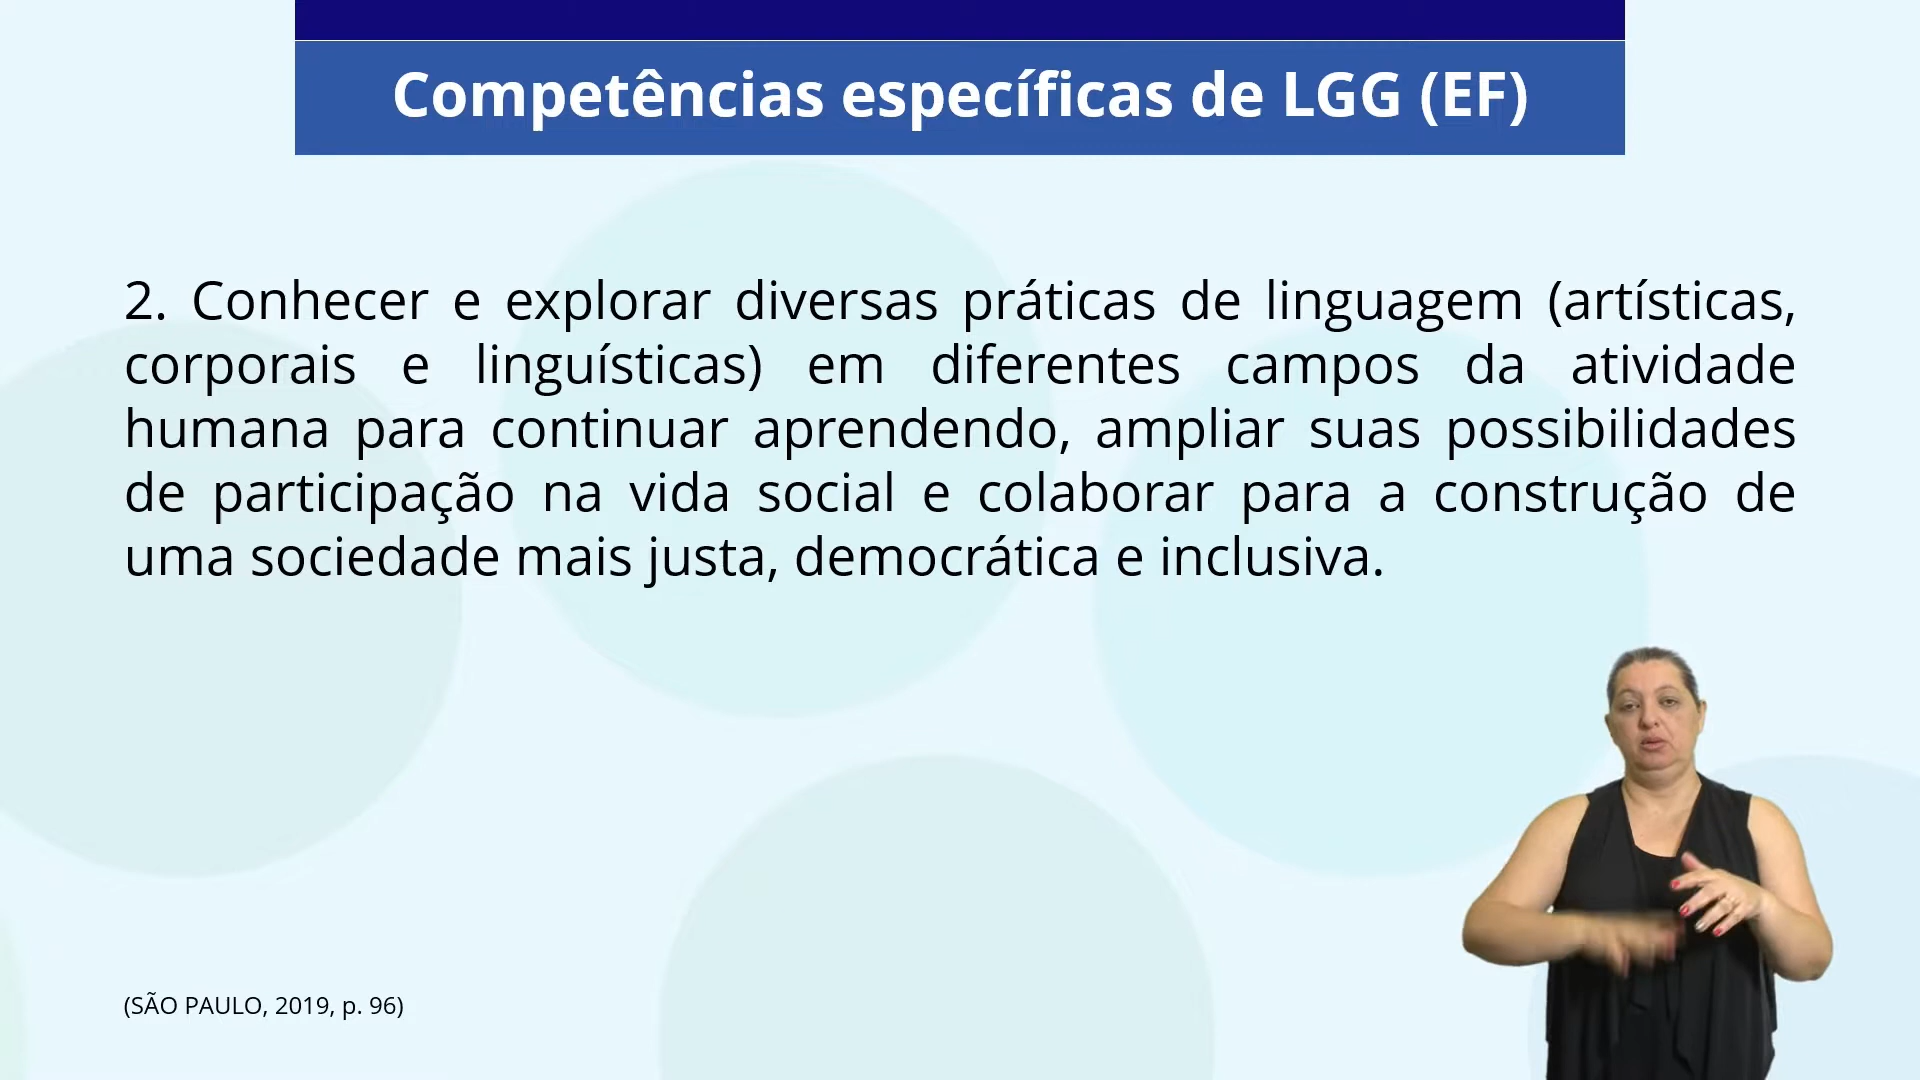 Competências específicas de LGG (EF)
2. Conhecer e explorar diversas práticas de linguagem (artísticas,
corporais e linguísticas) em diferentes campos da atividade
humana para continuar aprendendo, ampliar suas possibilidades
de participação na vida social e colaborar para a construção de
uma sociedade mais justa, democrática e inclusiva.
(SÃO PAULO, 2019, p. 96)